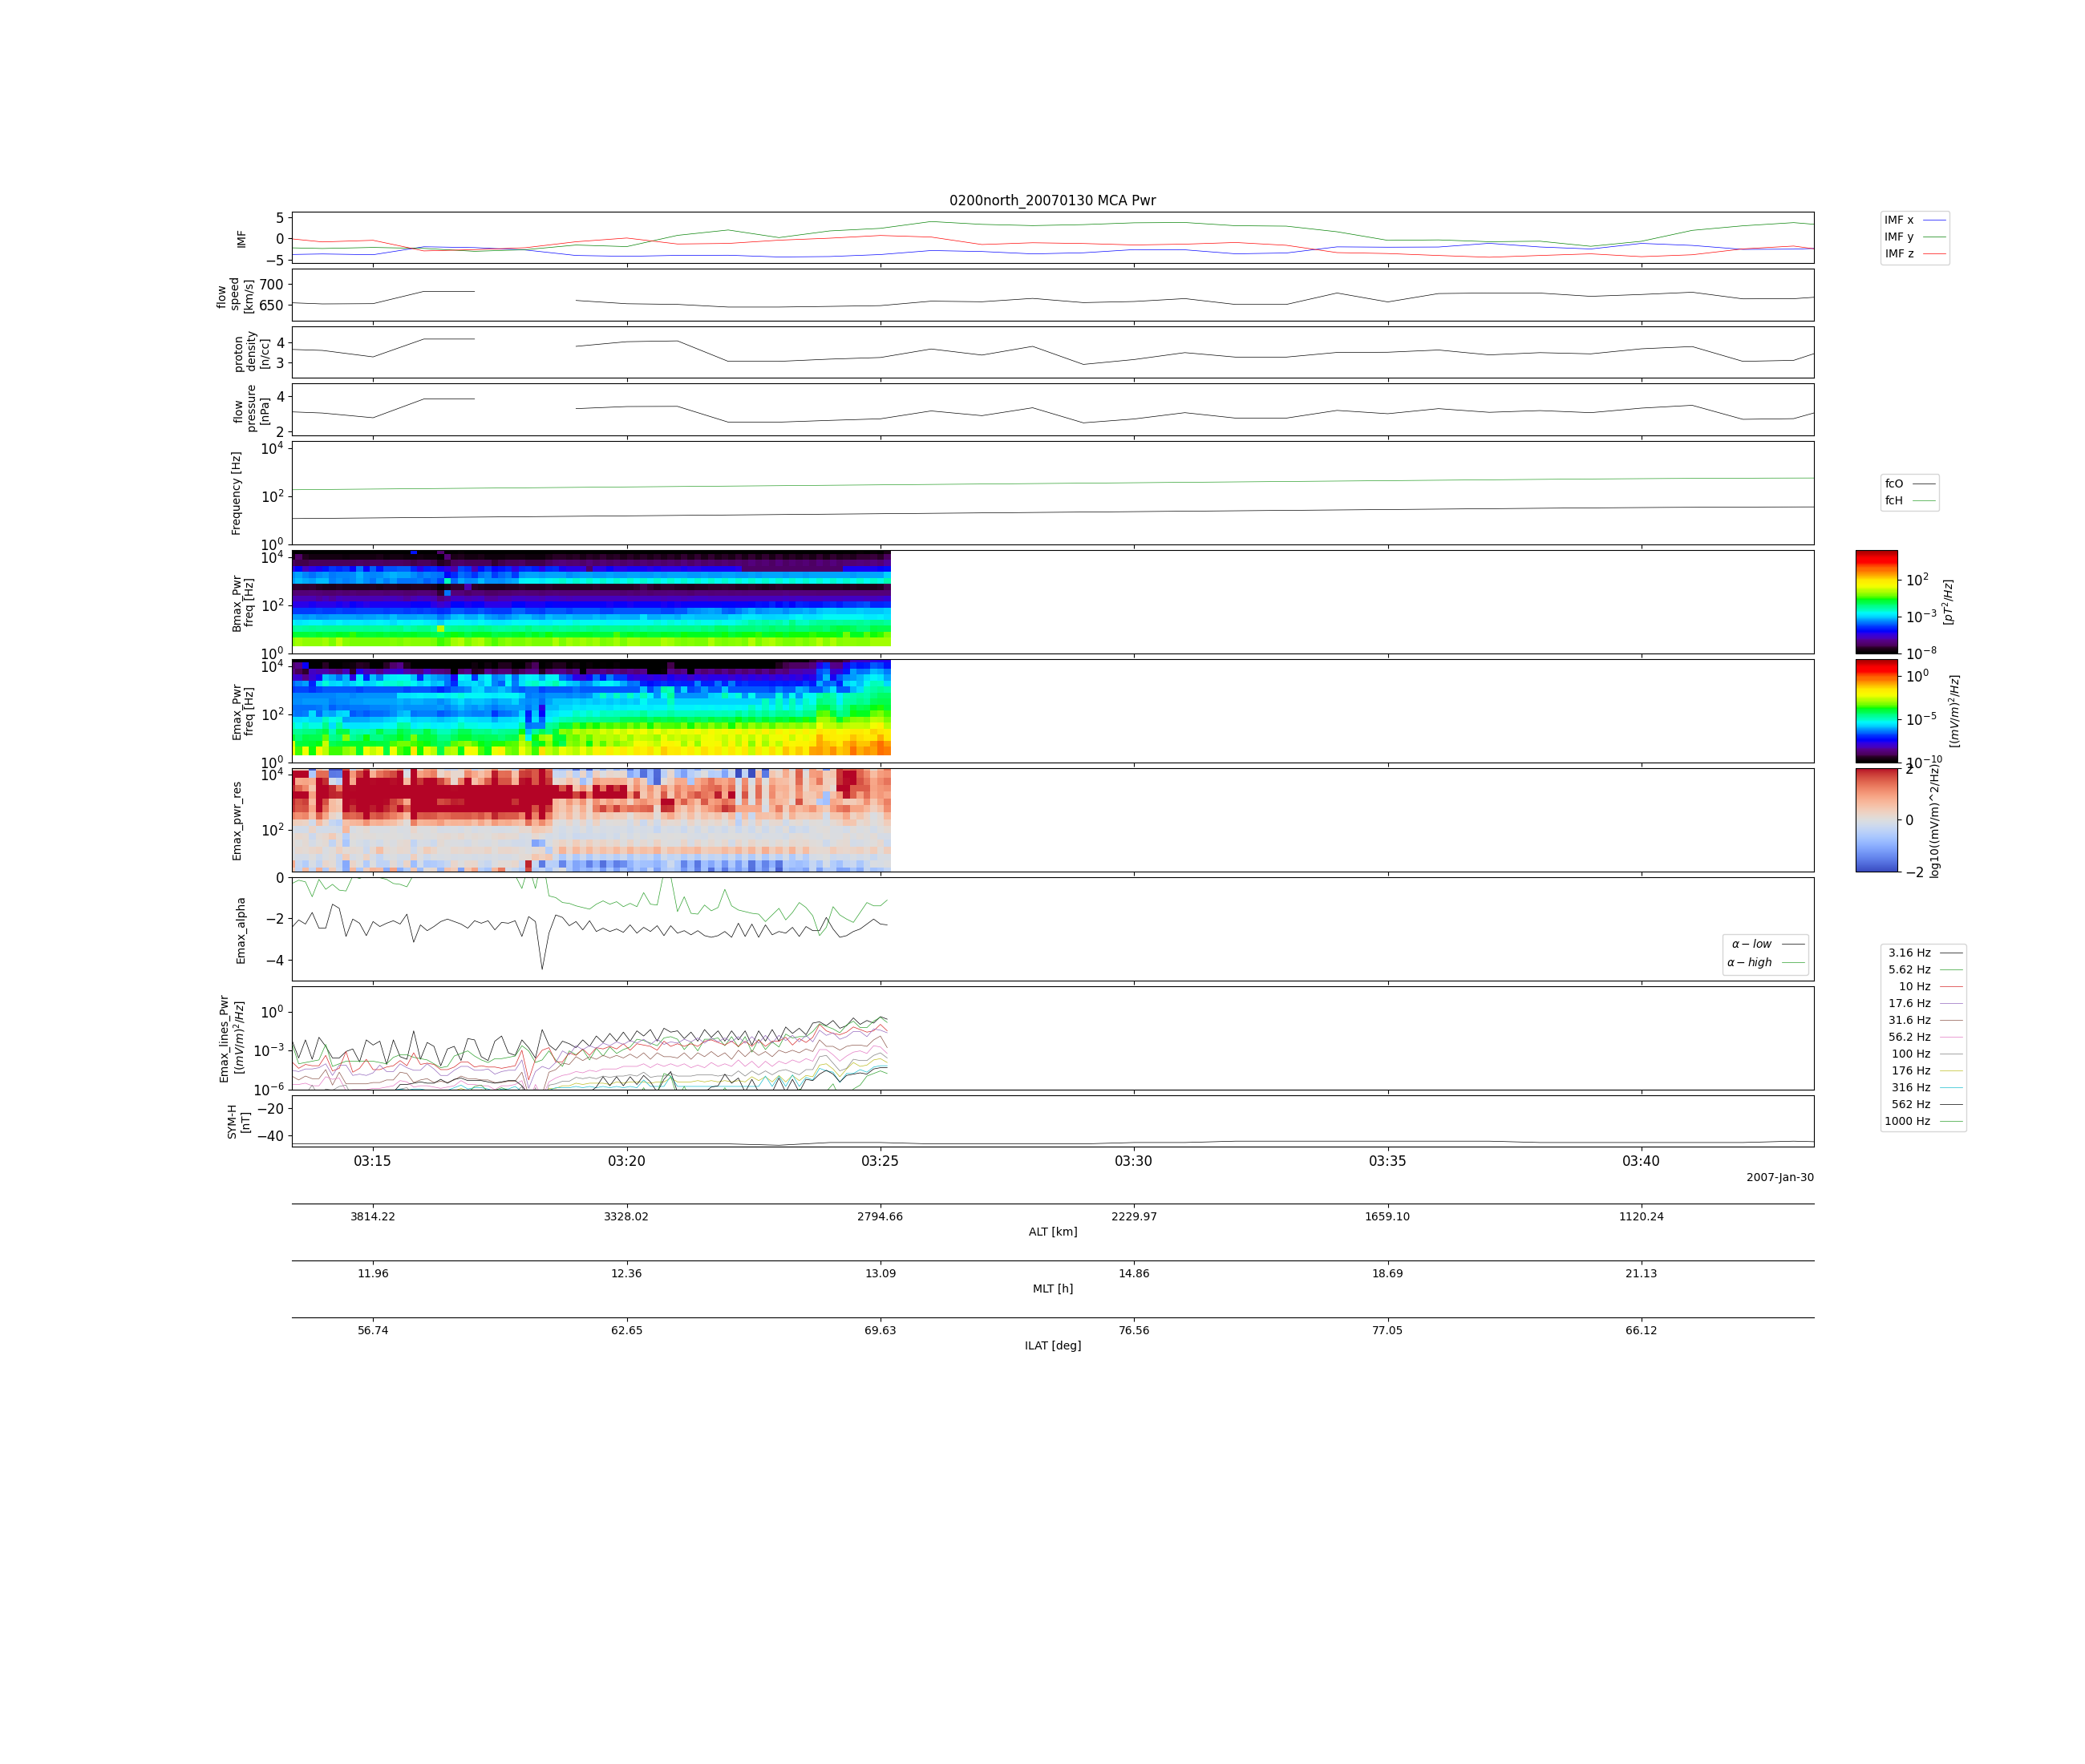 0200north_20070130 MCA Pwr
IMF
5
0
−5
IMF x
IMF y
IMF z
flow
speed
[km/s]
700
650
proton
density
[n/cc]
4
3
flow
pressure
[nPa]
4
2
Frequency [Hz]
10^4
10^2
10^0
fcO
fcH
Bmax_Pwr
freq [Hz]
10^4
10^2
10^0
10^2
10^−3
10^−8
[pT^2/Hz]
Emax_Pwr
freq [Hz]
10^4
10^2
10^0
10^0
10^−5
10^−10
[(mV/m)^2/Hz]
Emax_pwr_res
10^4
10^2
2
0
−2
log10((mV/m)^2/Hz)
Emax_alpha
0
−2
−4
α − low
α − high
Emax_lines_Pwr
[(mV/m)^2/Hz]
10^0
10^−3
10^−6
3.16 Hz
5.62 Hz
10 Hz
17.6 Hz
31.6 Hz
56.2 Hz
100 Hz
176 Hz
316 Hz
562 Hz
1000 Hz
SYM-H
[nT]
−20
−40
03:15 03:20 03:25 03:30 03:35 03:40
2007-Jan-30
3814.22 3328.02 2794.66 2229.97 1659.10 1120.24
ALT [km]
11.96 12.36 13.09 14.86 18.69 21.13
MLT [h]
56.74 62.65 69.63 76.56 77.05 66.12
ILAT [deg]